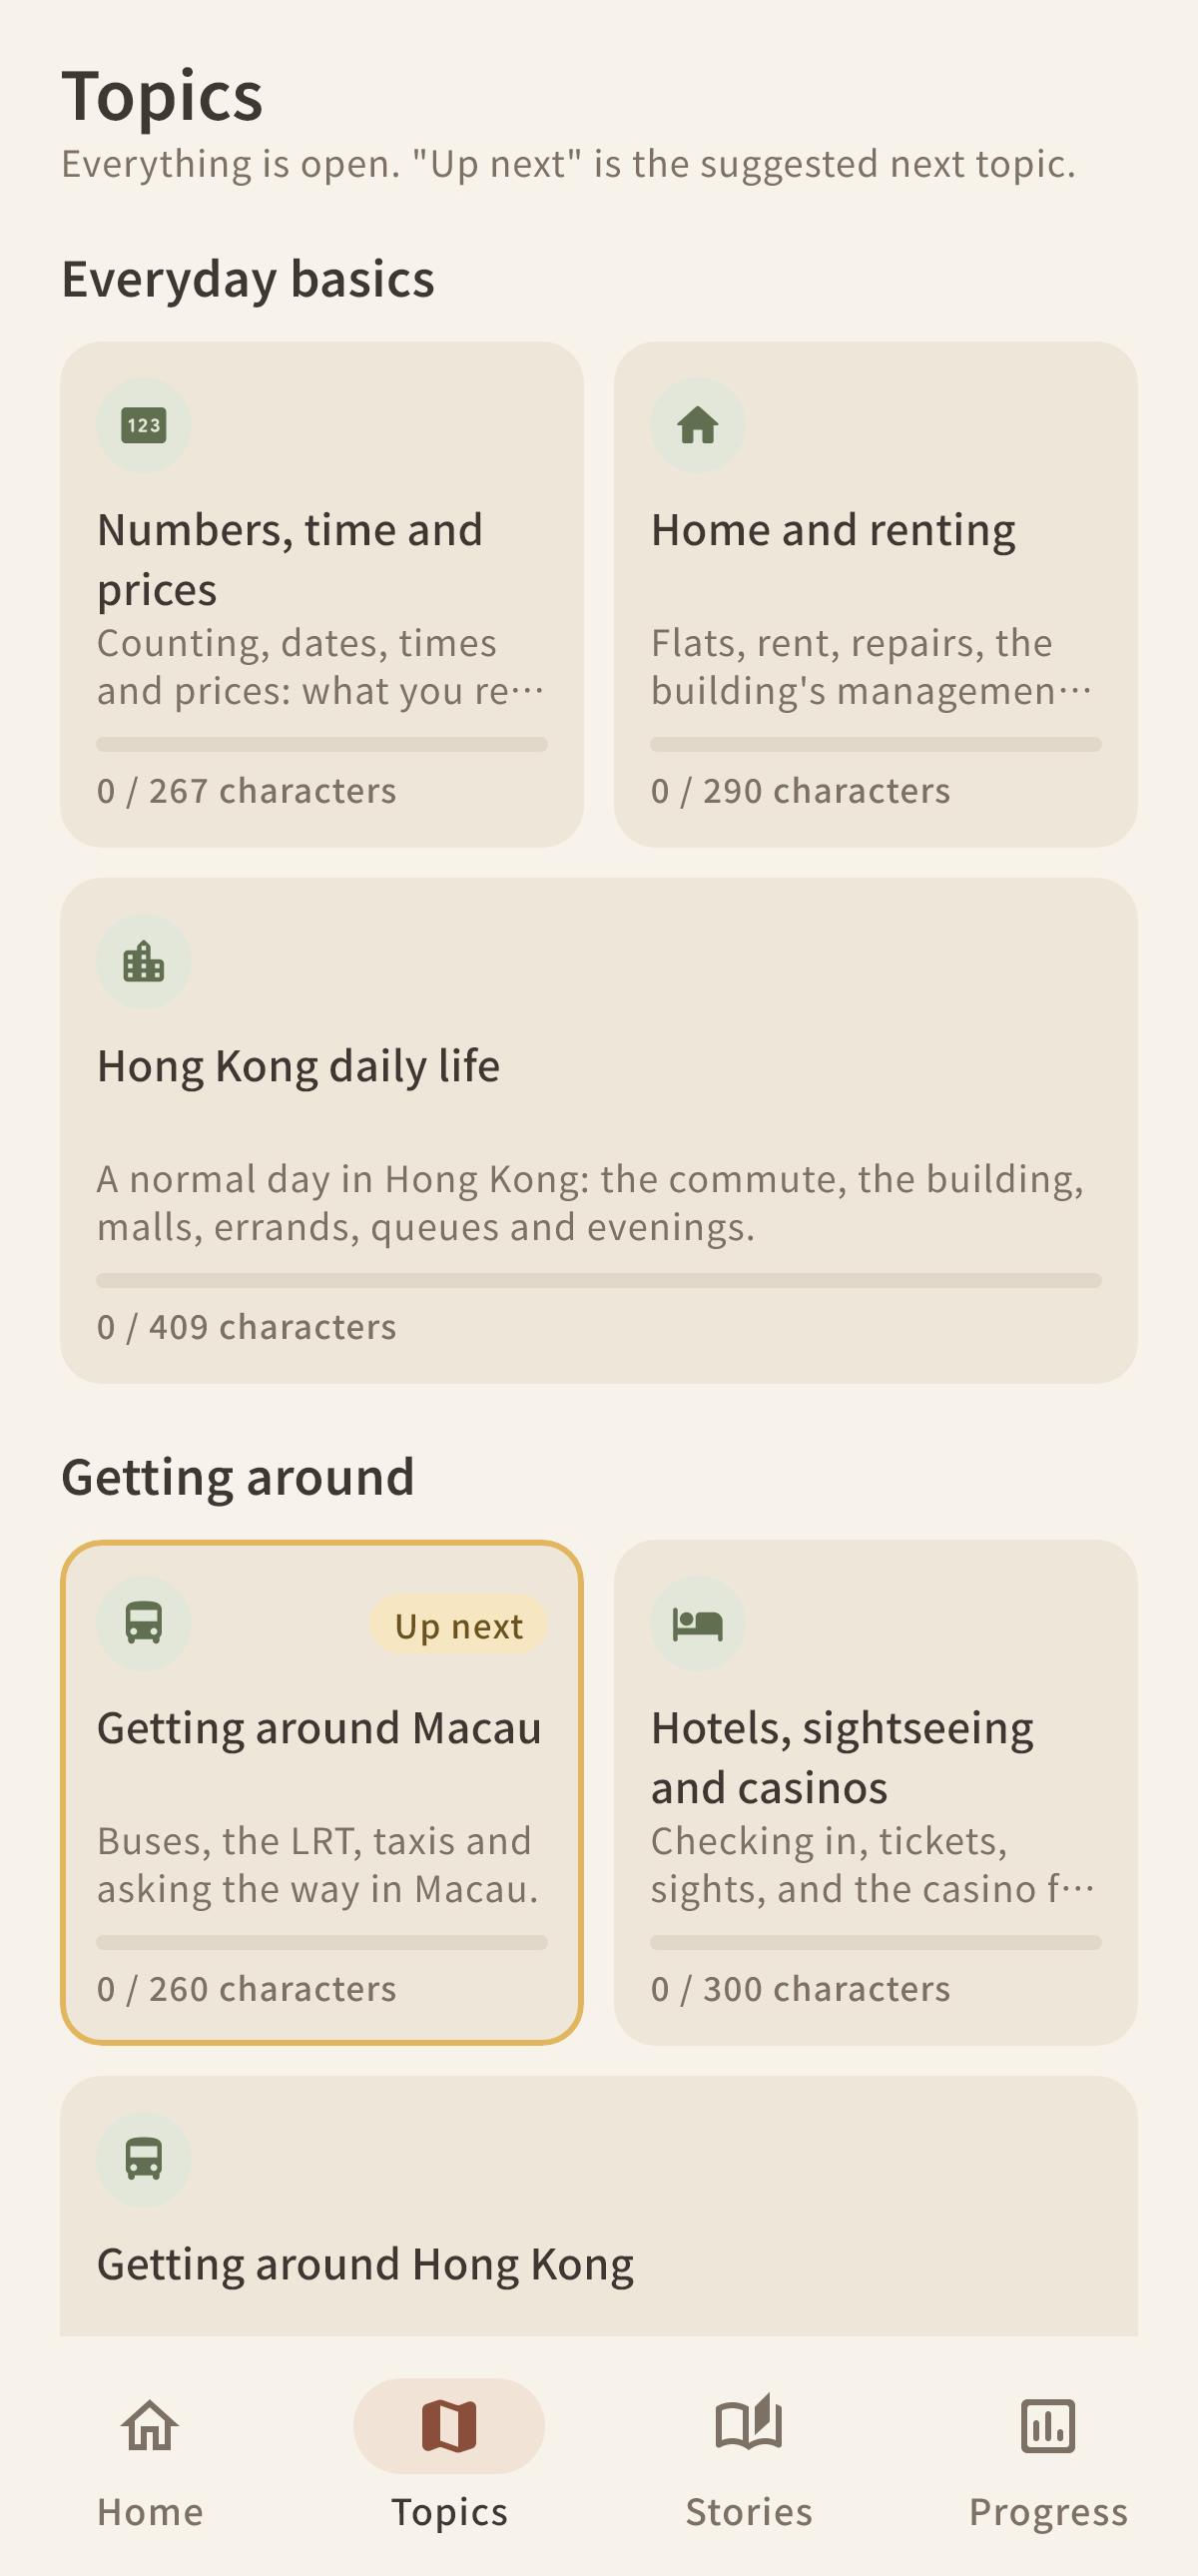 Topics
Everything is open. "Up next" is the suggested next topic.
Everyday basics
123
Numbers, time and
prices
Counting, dates, times
and prices: what you re…
0 / 267 characters
Home and renting
Flats, rent, repairs, the
building's managemen…
0 / 290 characters
Hong Kong daily life
A normal day in Hong Kong: the commute, the building,
malls, errands, queues and evenings.
0 / 409 characters
Getting around
Up next
Getting around Macau
Buses, the LRT, taxis and
asking the way in Macau.
0 / 260 characters
Hotels, sightseeing
and casinos
Checking in, tickets,
sights, and the casino f…
0 / 300 characters
Getting around Hong Kong
Home
Topics
Stories
Progress